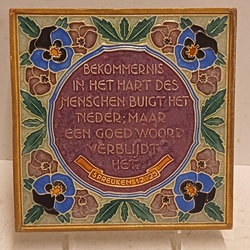 BEKOMMERNIS
IN HET HART DES
MENSCHEN BUIGT HET
NEDER; MAAR
EEN GOED WOORD
VERBLIJDT
HET.
SPREUKEN 12:25